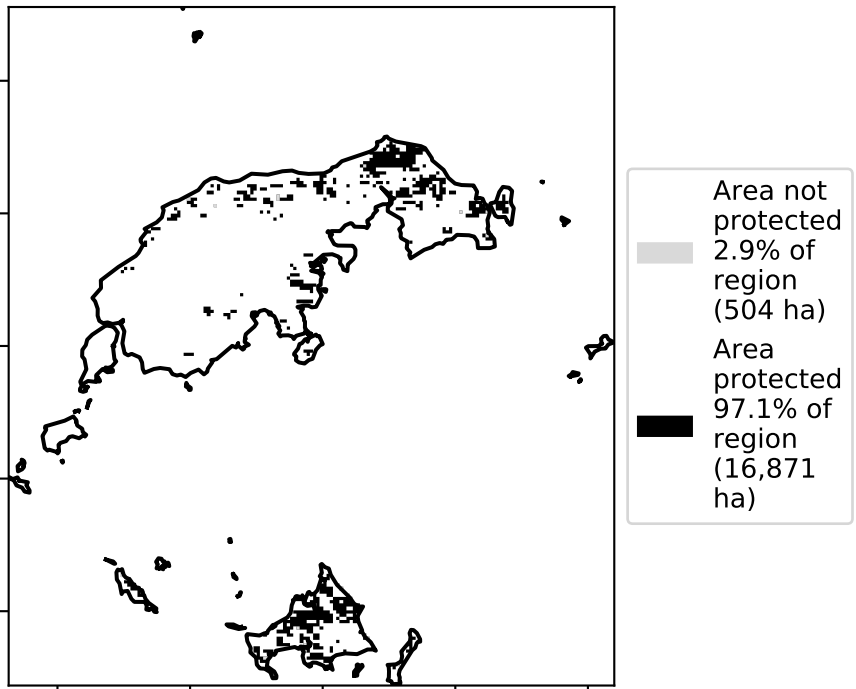 Area not
protected
2.9% of
region
(504 ha)
Area
protected
97.1% of
region
(16,871
ha)